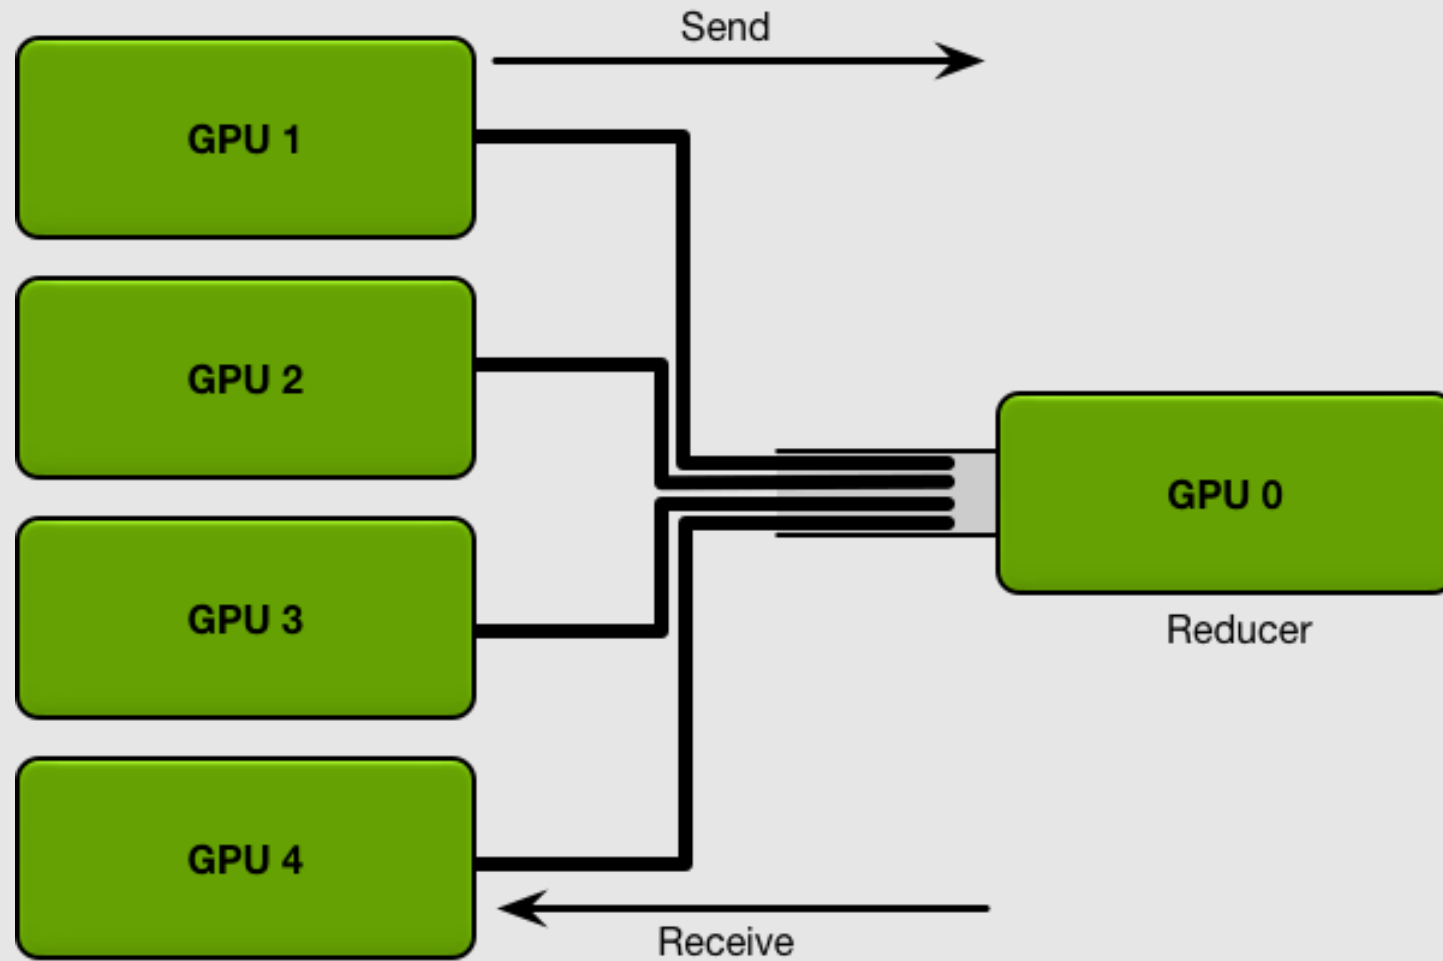 Send
GPU 1
GPU 2
GPU 3
GPU 4
GPU 0
Reducer
Receive